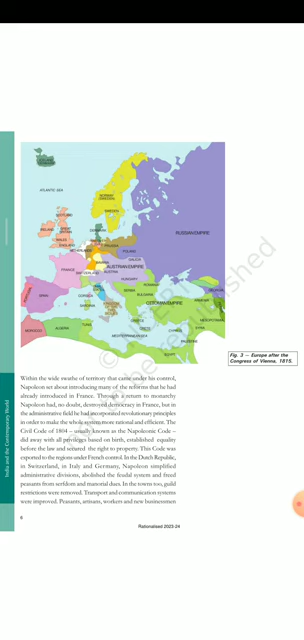 ATLANTIC SEA
NORWAY
(SWEDEN)
SWEDEN
SCOTLAND
IRELAND
GREAT
BRITAIN
WALES
ENGLAND
DENMARK
RUSSIAN EMPIRE
POLAND
GALICIA
BAVARIA
AUSTRIAN EMPIRE
AUSTRIA
FRANCE
SWITZERLAND
HUNGARY
PORTUGAL
SPAIN
CORSICA
SARDINIA
SERBIA
BULGARIA
OTTOMAN EMPIRE
GEORGIA
ARMENIA
MESOPOTAMIA
SYRIA
GREECE
CRETE
CYPRUS
PALESTINE
EGYPT
MOROCCO
ALGERIA
TUNIS
MEDITERRANEAN SEA
Fig. 3 — Europe after the
Congress of Vienna, 1815.
Within the wide swathe of territory that came under his control,
Napoleon set about introducing many of the reforms that he had
already introduced in France. Through a return to monarchy
Napoleon had, no doubt, destroyed democracy in France, but in
the administrative field he had incorporated revolutionary principles
in order to make the whole system more rational and efficient. The
Civil Code of 1804 – usually known as the Napoleonic Code –
did away with all privileges based on birth, established equality
before the law and secured the right to property. This Code was
exported to the regions under French control. In the Dutch Republic,
in Switzerland, in Italy and Germany, Napoleon simplified
administrative divisions, abolished the feudal system and freed
peasants from serfdom and manorial dues. In the towns too, guild
restrictions were removed. Transport and communication systems
were improved. Peasants, artisans, workers and new businessmen
India and the Contemporary World
6
Rationalised 2023-24